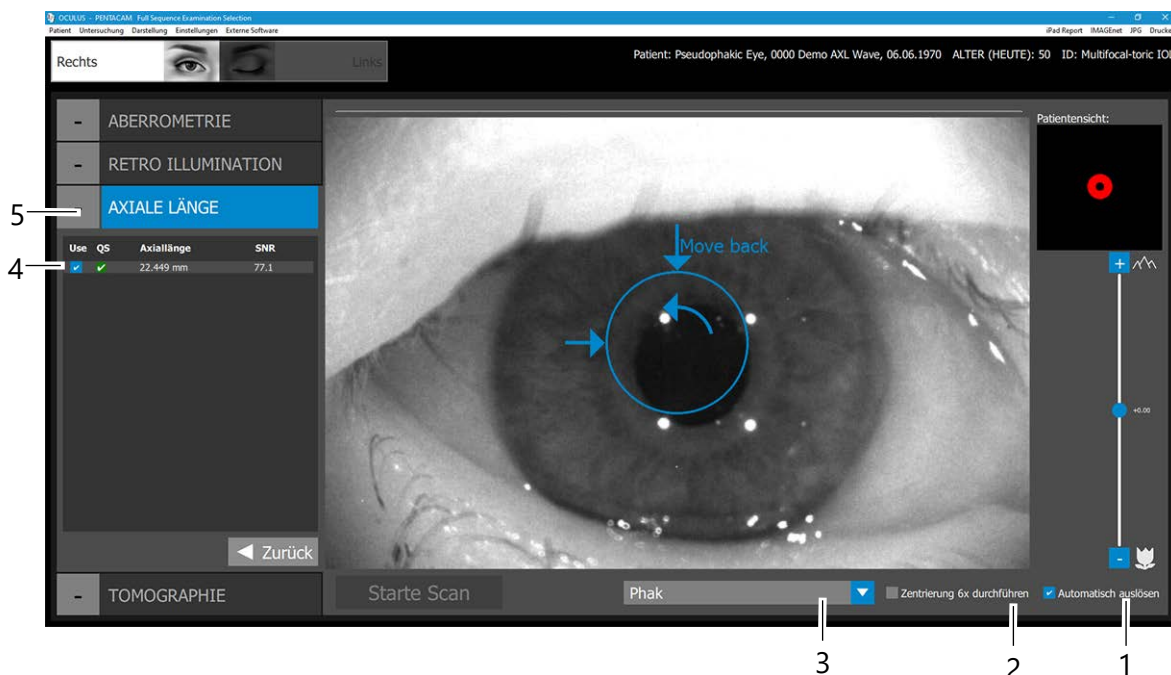 OCULUS - PENTACAM Full Sequence Examination Selection
Patient Untersuchung Darstellung Einstellungen Externe Software
iPad Report IMAGEnet JPG Drucke
Rechts
Links
Patient: Pseudophakic Eye, 0000 Demo AXL Wave, 06.06.1970 ALTER (HEUTE): 50 ID: Multifocal-toric IOL
- ABERROMETRIE
- RETRO ILLUMINATION
- AXIALE LÄNGE
5
Use QS Axiallänge SNR
4
22.449 mm 77.1
Move back
Patientensicht:
+
+0.00
-
Zurück
- TOMOGRAPHIE
Starte Scan
Phak
Zentrierung 6x durchführen
Automatisch auslösen
3
2
1